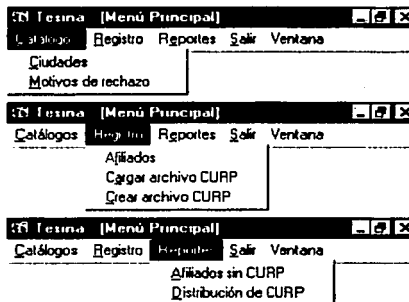 Tesina [Menú Principal]
Catálogo Registro Reportes Salir Ventana
Ciudades
Motivos de rechazo
Tesina [Menú Principal]
Catálogos Registro Reportes Salir Ventana
Afiliados
Cargar archivo CURP
Crear archivo CURP
Tesina [Menú Principal]
Catálogos Registro Reportes Salir Ventana
Afiliados sin CURP
Distribución de CURP